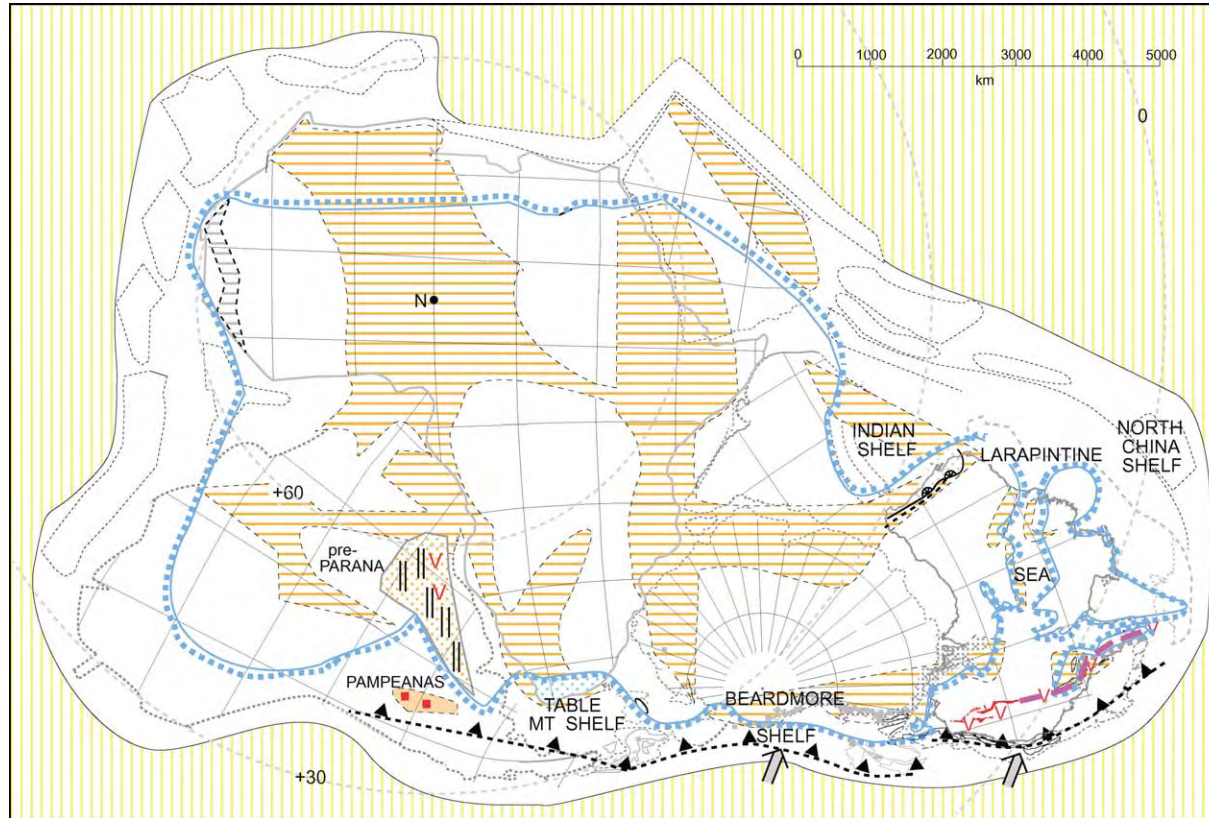 0 1000 2000 3000 4000 5000
km
0
N
INDIAN
SHELF
LARAPINTINE
NORTH
CHINA
SHELF
+60
pre-
PARANA
V
V
V
V
SEA
V
V
V
V
V
V
PAMPEANAS
TABLE
MT SHELF
BEARDMORE
SHELF
+30